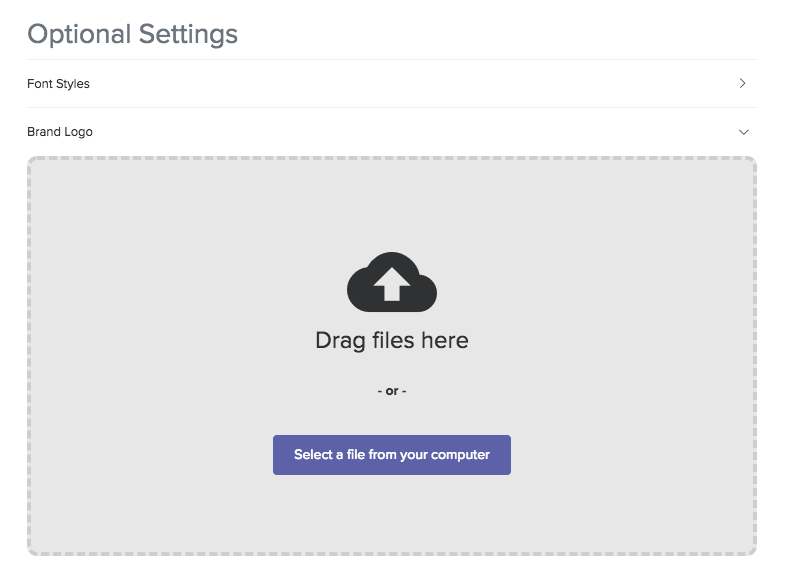 Optional Settings
Font Styles
Brand Logo
Drag files here
- or -
Select a file from your computer